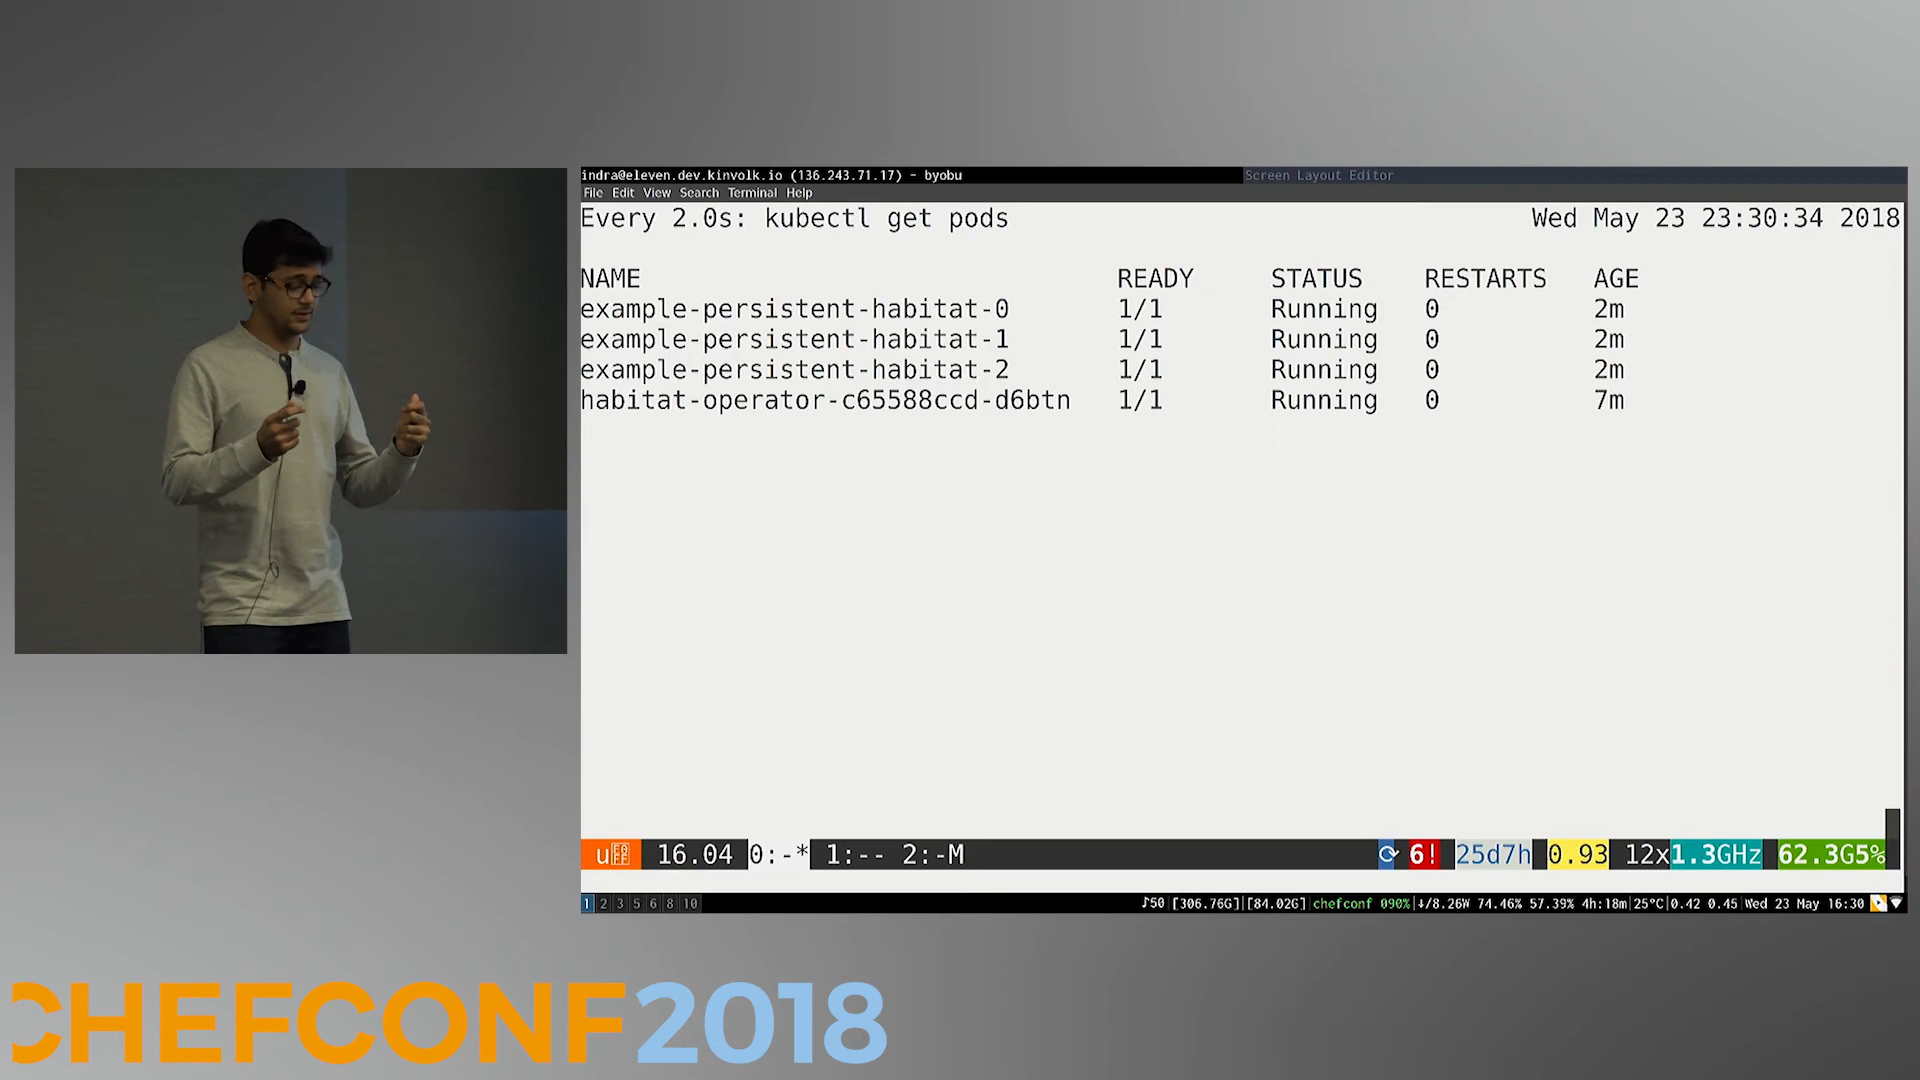 indra@eleven.dev.kinvolk.io (136.243.71.17) - byobu
Screen Layout Editor
File Edit View Search Terminal Help
Every 2.0s: kubectl get pods Wed May 23 23:30:34 2018
NAME READY STATUS RESTARTS AGE
example-persistent-habitat-0 1/1 Running 0 2m
example-persistent-habitat-1 1/1 Running 0 2m
example-persistent-habitat-2 1/1 Running 0 2m
habitat-operator-c65588ccd-d6btn 1/1 Running 0 7m
u 16.04 0:-* 1:-- 2:-M 6! 25d7h 0.93 12x1.3GHz 62.3G5%
1 2 3 5 6 8 10 ♪50 [306.76G]|[84.02G]|chefconf 090%|↓/8.26W 74.46% 57.39% 4h:18m|25°C|0.42 0.45|Wed 23 May 16:30
CHEFCONF2018